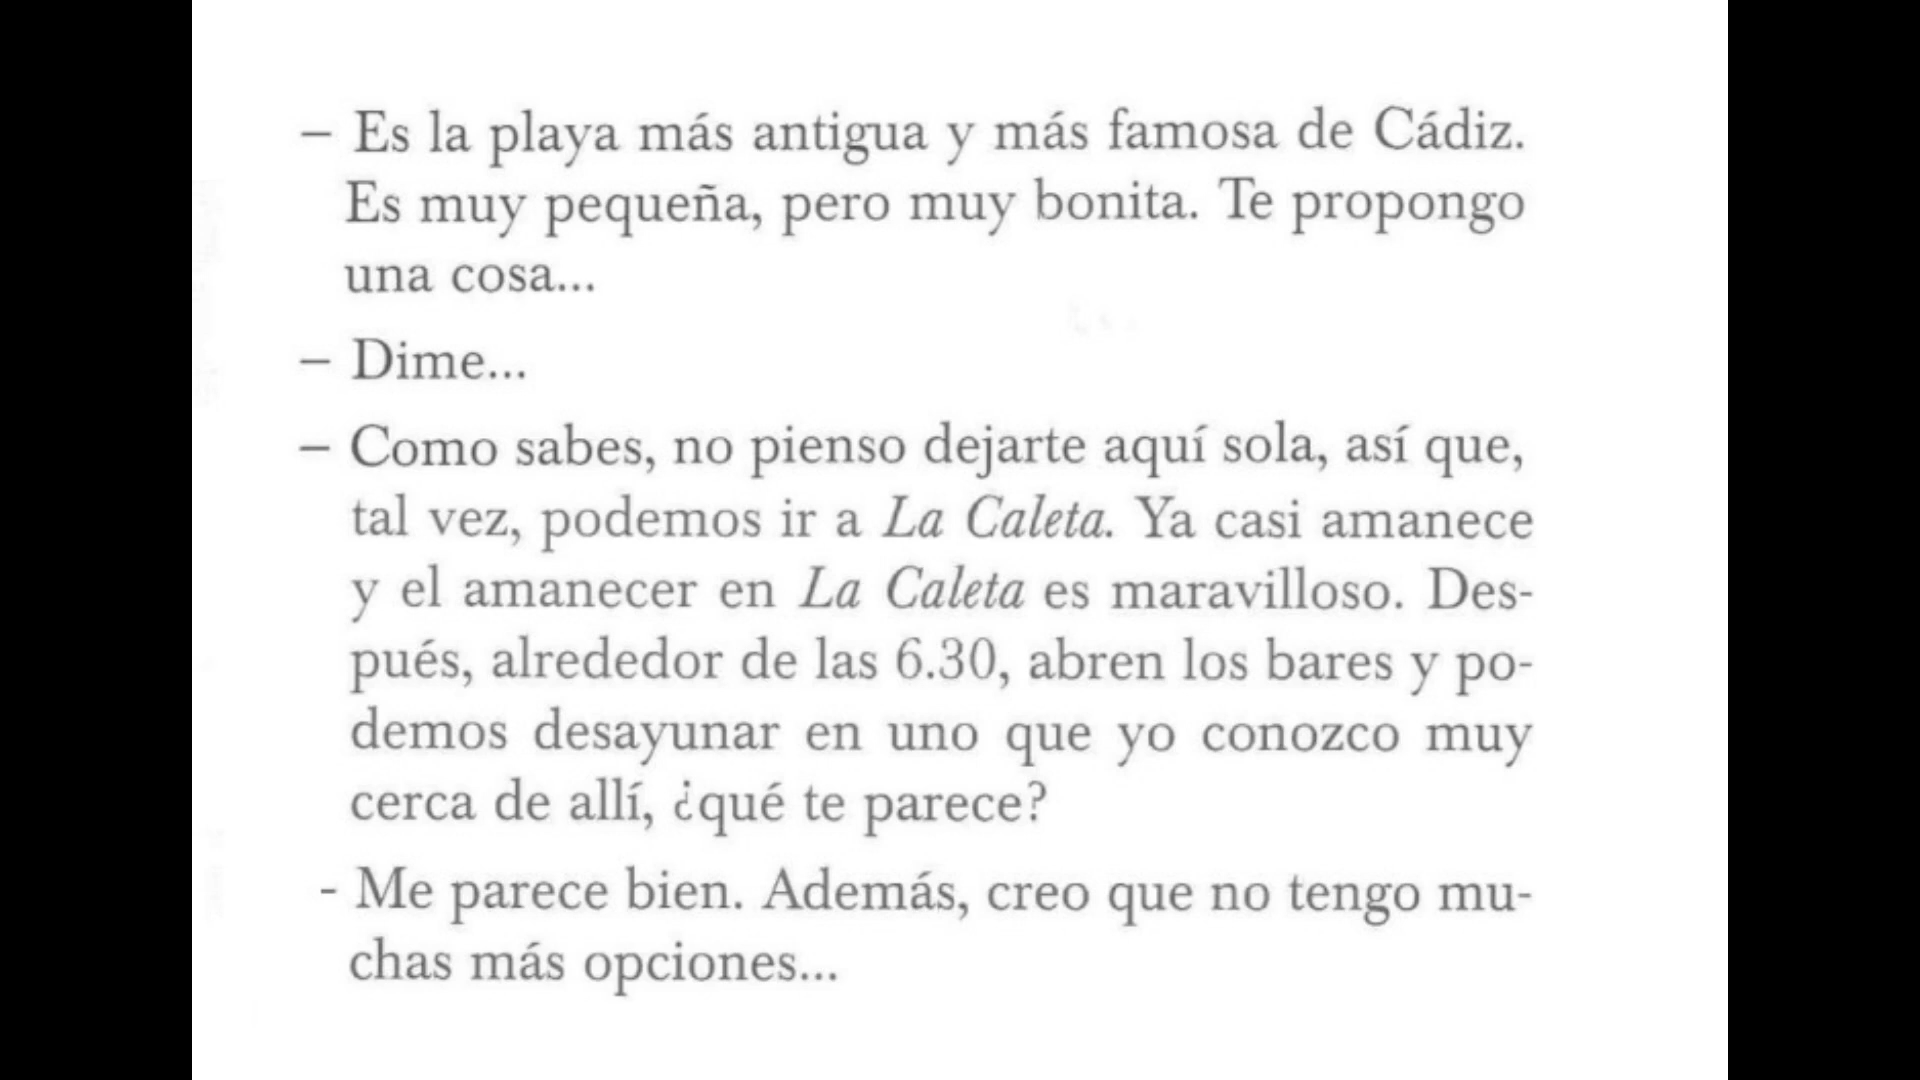 – Es la playa más antigua y más famosa de Cádiz.
Es muy pequeña, pero muy bonita. Te propongo
una cosa...
– Dime...
– Como sabes, no pienso dejarte aquí sola, así que,
tal vez, podemos ir a La Caleta. Ya casi amanece
y el amanecer en La Caleta es maravilloso. Des-
pués, alrededor de las 6.30, abren los bares y po-
demos desayunar en uno que yo conozco muy
cerca de allí, ¿qué te parece?
- Me parece bien. Además, creo que no tengo mu-
chas más opciones...